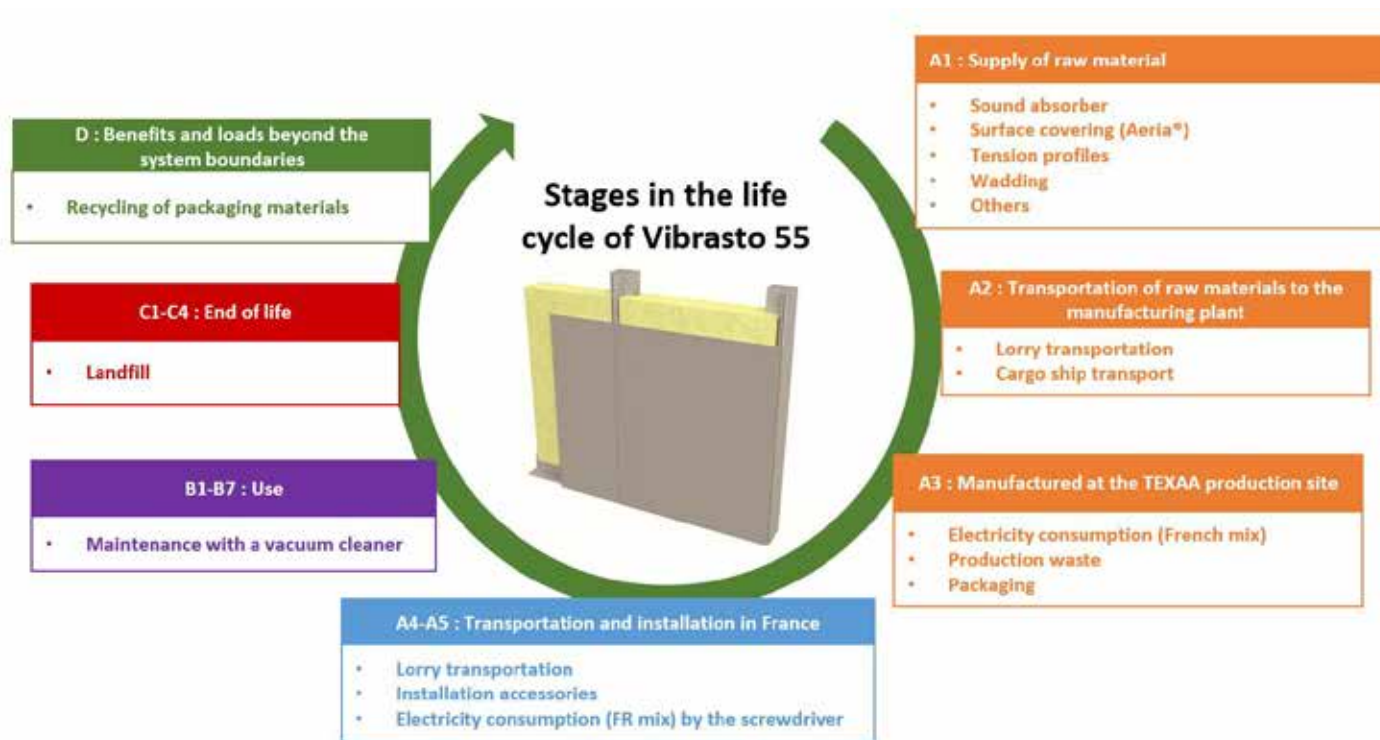 Stages in the life
cycle of Vibrasto 55
A1 : Supply of raw material
• Sound absorber
• Surface covering (Aeria®)
• Tension profiles
• Wadding
• Others
A2 : Transportation of raw materials to the
manufacturing plant
• Lorry transportation
• Cargo ship transport
A3 : Manufactured at the TEXAA production site
• Electricity consumption (French mix)
• Production waste
• Packaging
A4-A5 : Transportation and installation in France
• Lorry transportation
• Installation accessories
• Electricity consumption (FR mix) by the screwdriver
B1-B7 : Use
• Maintenance with a vacuum cleaner
C1-C4 : End of life
• Landfill
D : Benefits and loads beyond the
system boundaries
• Recycling of packaging materials